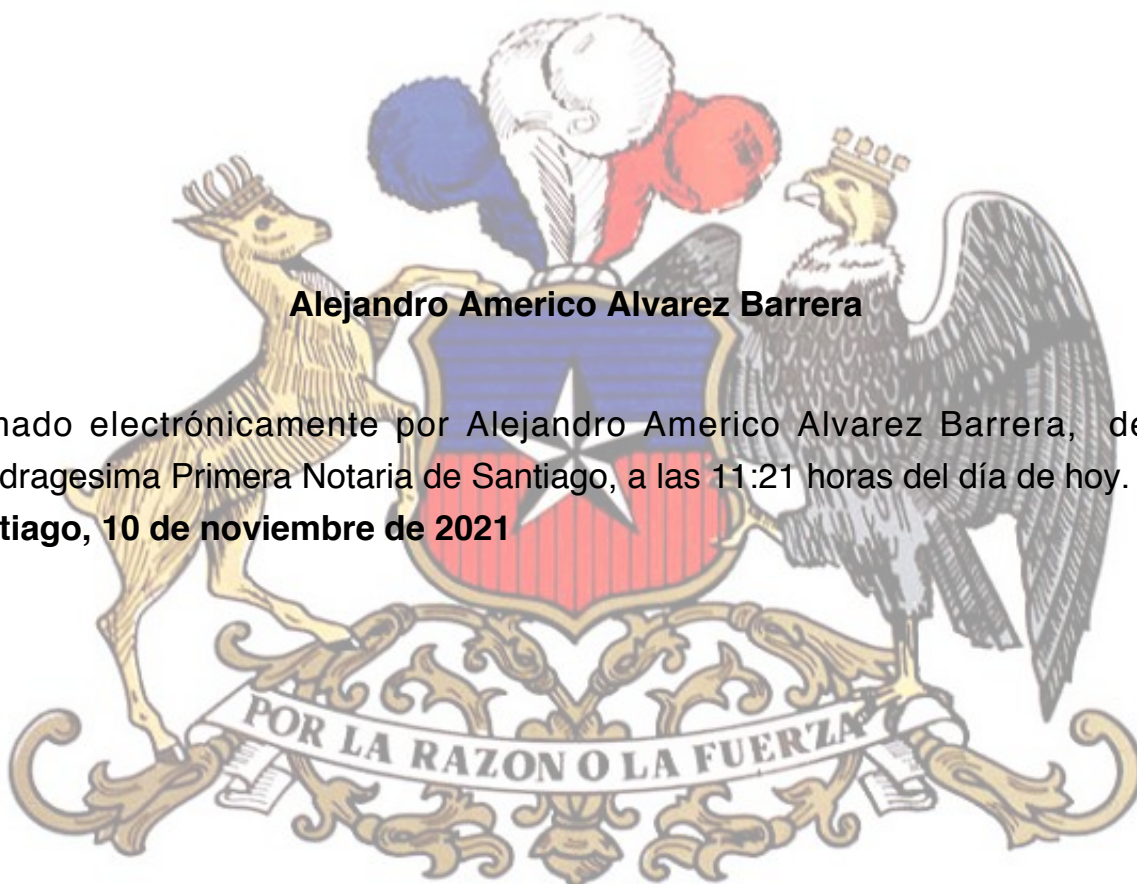 Alejandro Americo Alvarez Barrera
nado electrónicamente por Alejandro Americo Alvarez Barrera, de
dragesima Primera Notaria de Santiago, a las 11:21 horas del día de hoy.
tiago, 10 de noviembre de 2021
POR LA RAZON O LA FUERZA